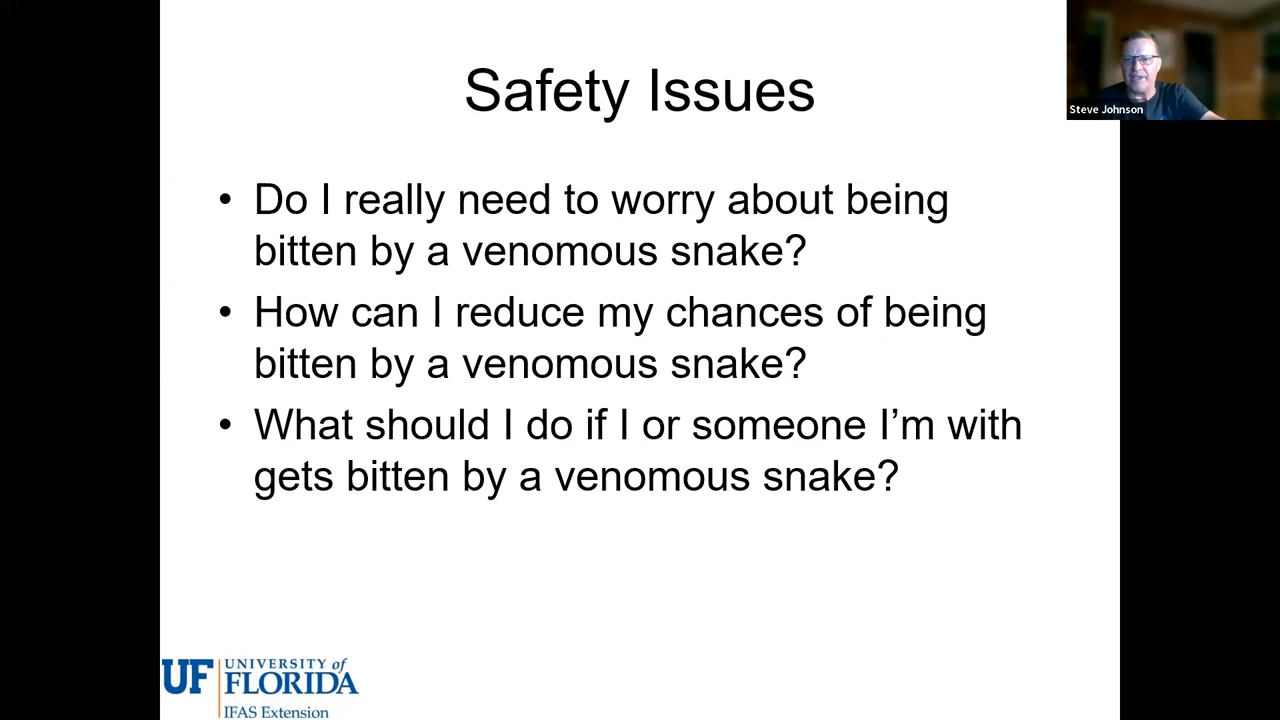 Safety Issues
Steve Johnson
• Do I really need to worry about being
bitten by a venomous snake?
• How can I reduce my chances of being
bitten by a venomous snake?
• What should I do if I or someone I’m with
gets bitten by a venomous snake?
UF UNIVERSITY of
FLORIDA
IFAS Extension